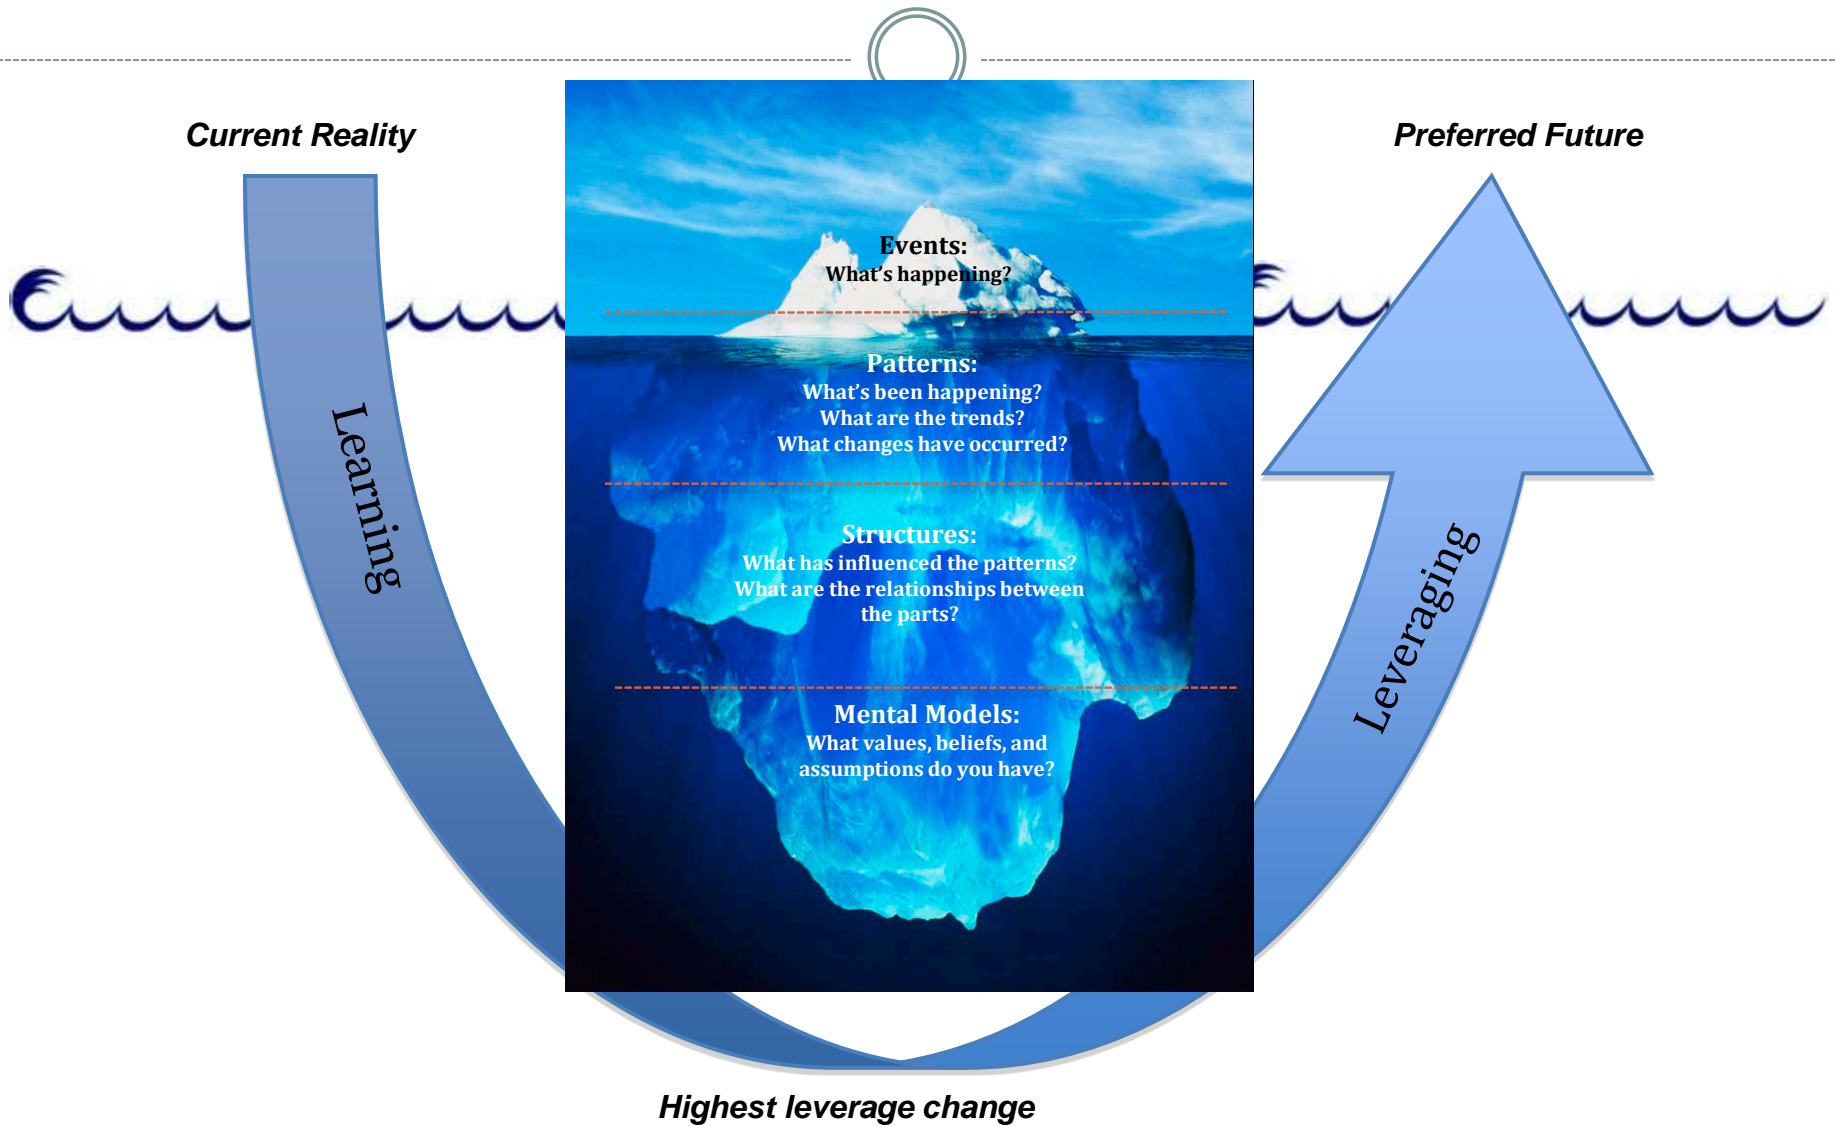 Current Reality
Preferred Future
Events:
What's happening?
Patterns:
What's been happening?
What are the trends?
What changes have occurred?
Structures:
What has influenced the patterns?
What are the relationships between
the parts?
Mental Models:
What values, beliefs, and
assumptions do you have?
Learning
Leveraging
Highest leverage change